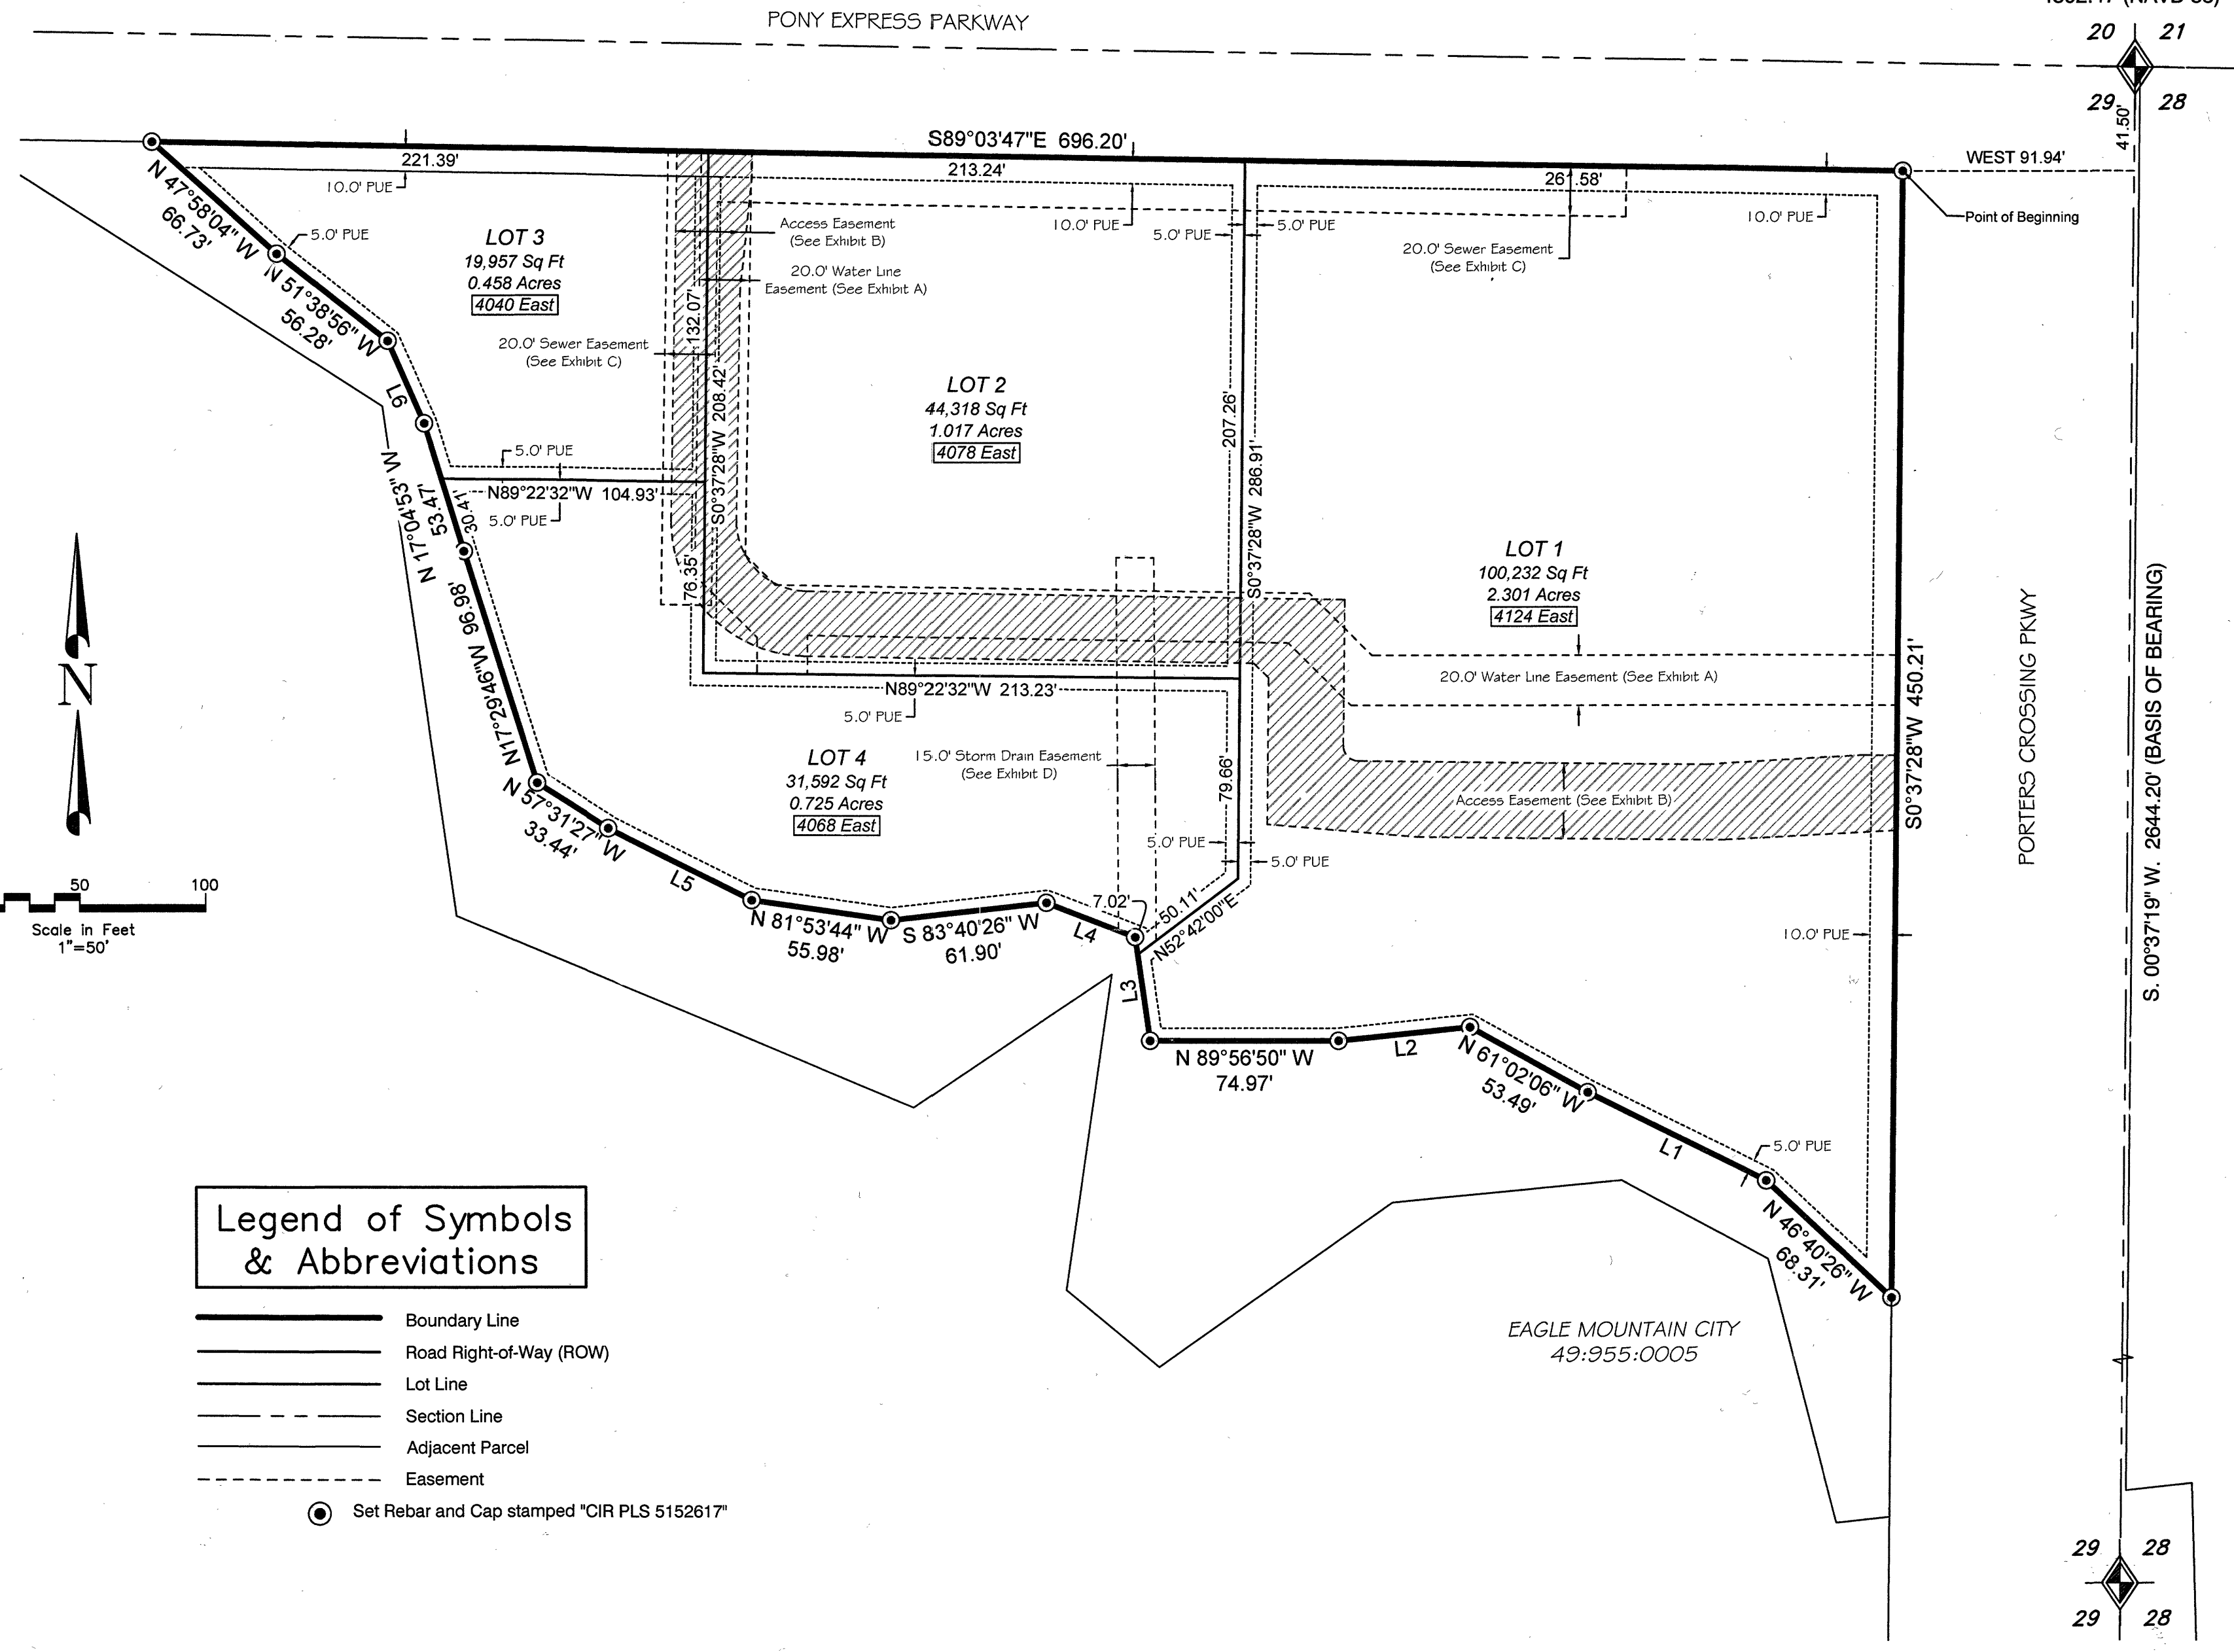 PONY EXPRESS PARKWAY
20 21
29 28
41.50'
S89°03'47"E 696.20'
WEST 91.94'
221.39'
213.24'
10.0' PUE
10.0' PUE
10.0' PUE
Point of Beginning
N 47°58'04" W
66.73'
5.0' PUE
N 51°38'56" W
56.28'
L6
LOT 3
19,957 Sq Ft
0.458 Acres
4040 East
Access Easement
(See Exhibit B)
20.0' Water Line
Easement (See Exhibit A)
5.0' PUE
5.0' PUE
20.0' Sewer Easement
(See Exhibit C)
20.0' Sewer Easement
(See Exhibit C)
132.07'
S0°37'28"W 208.42'
LOT 2
44,318 Sq Ft
1.017 Acres
4078 East
207.26'
S0°37'28"W 286.91'
5.0' PUE
N89°22'32"W 104.93'
5.0' PUE
N 17°04'53" W
53.47'
30.41'
76.35'
LOT 1
100,232 Sq Ft
2.301 Acres
4124 East
20.0' Water Line Easement (See Exhibit A)
Access Easement (See Exhibit B)
S0°37'28"W 450.21'
PORTERS CROSSING PKWY
S. 00°37'19" W. 2644.20' (BASIS OF BEARING)
N
N17°29'46"W 96.98'
N89°22'32"W 213.23'
5.0' PUE
LOT 4
31,592 Sq Ft
0.725 Acres
4068 East
15.0' Storm Drain Easement
(See Exhibit D)
79.66'
5.0' PUE
5.0' PUE
N 57°31'27" W
33.44'
L5
N 81°53'44" W
55.98'
S 83°40'26" W
61.90'
L4
7.02'
50.11'
N52°42'00"E
L3
N 89°56'50" W
74.97'
L2
N 61°02'06" W
53.49'
L1
5.0' PUE
10.0' PUE
N 46°40'26" W
68.31'
50 100
Scale in Feet
1"=50'
EAGLE MOUNTAIN CITY
49:955:0005
Legend of Symbols
& Abbreviations
Boundary Line
Road Right-of-Way (ROW)
Lot Line
Section Line
Adjacent Parcel
Easement
Set Rebar and Cap stamped "CIR PLS 5152617"
29 28
29 28